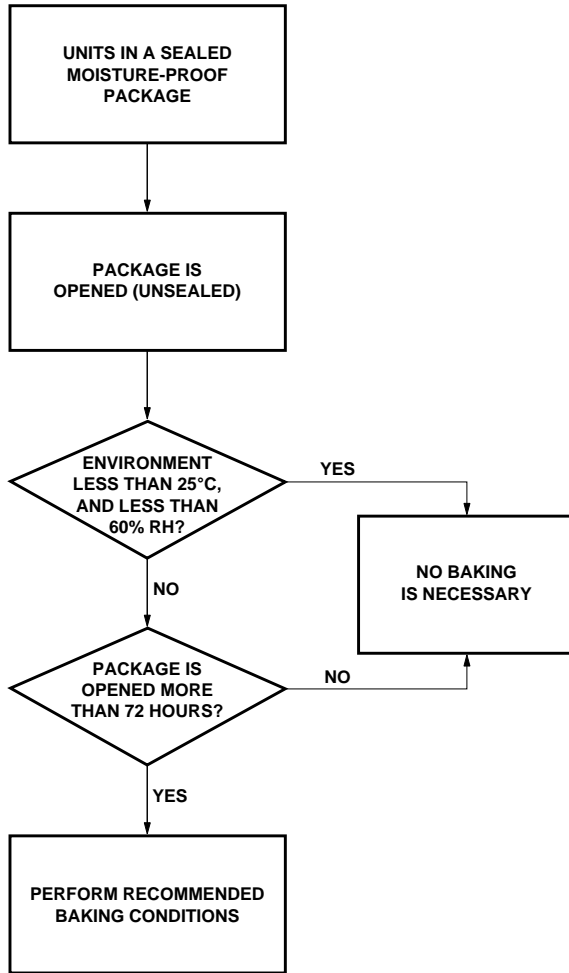 UNITS IN A SEALED
MOISTURE-PROOF
PACKAGE
PACKAGE IS
OPENED (UNSEALED)
ENVIRONMENT
LESS THAN 25°C,
AND LESS THAN
60% RH?
YES
NO BAKING
IS NECESSARY
NO
PACKAGE IS
OPENED MORE
THAN 72 HOURS?
NO
YES
PERFORM RECOMMENDED
BAKING CONDITIONS